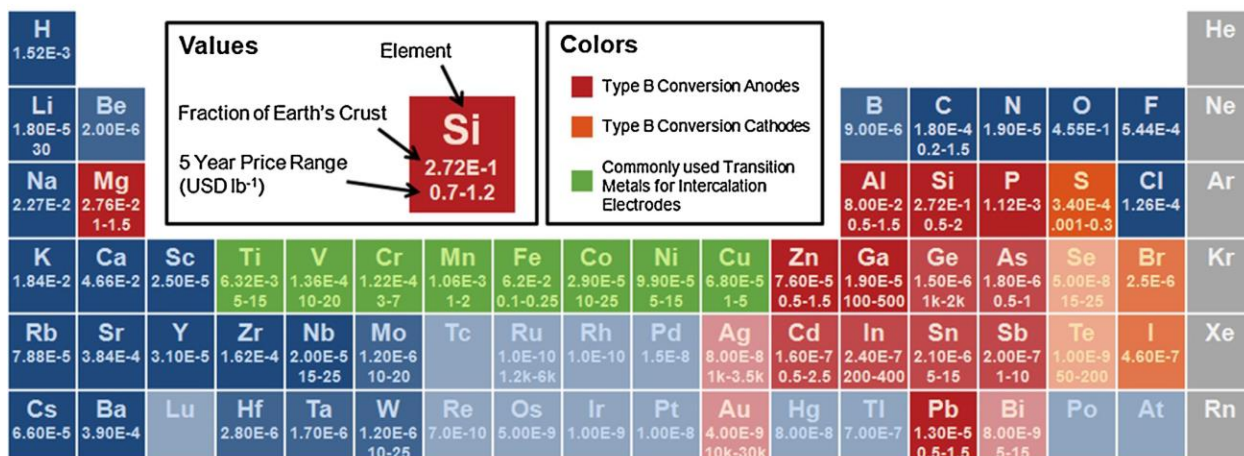 H
1.52E-3
He
Values
Element
Fraction of Earth's Crust
5 Year Price Range
(USD lb-1)
Si
2.72E-1
0.7-1.2
Colors
Type B Conversion Anodes
Type B Conversion Cathodes
Commonly used Transition
Metals for Intercalation
Electrodes
Li Be B C N O F Ne
1.80E-5 2.00E-6 9.00E-6 1.80E-4 1.90E-5 4.55E-1 5.44E-4
30 0.2-1.5
Na Mg Al Si P S Cl Ar
2.27E-2 2.76E-2 8.00E-2 2.72E-1 1.12E-3 3.40E-4 1.26E-4
1-1.5 0.5-1.5 0.5-2 .001-0.3
K Ca Sc Ti V Cr Mn Fe Co Ni Cu Zn Ga Ge As Se Br Kr
1.84E-2 4.66E-2 2.50E-5 6.32E-3 1.36E-4 1.22E-4 1.06E-3 6.2E-2 2.90E-5 9.90E-5 6.80E-5 7.60E-5 1.90E-5 1.50E-6 1.80E-6 5.00E-8 2.5E-6
5-15 10-20 3-7 1-2 0.1-0.25 10-25 5-15 1-5 0.5-1.5 100-500 1k-2k 0.5-1 15-25
Rb Sr Y Zr Nb Mo Tc Ru Rh Pd Ag Cd In Sn Sb Te I Xe
7.88E-5 3.84E-4 3.10E-5 1.62E-4 2.00E-5 1.20E-6 1.0E-10 1.0E-10 1.5E-8 8.00E-8 1.60E-7 2.40E-7 2.10E-6 2.00E-7 1.00E-9 4.60E-7
15-25 10-20 1.2k-6k 1k-3.5k 0.5-2.5 200-400 5-15 1-10 50-200
Cs Ba Lu Hf Ta W Re Os Ir Pt Au Hg Tl Pb Bi Po At Rn
6.60E-5 3.90E-4 2.80E-6 1.70E-6 1.20E-6 7.0E-10 5.00E-9 1.00E-9 1.00E-8 4.00E-9 8.00E-8 7.00E-7 1.30E-5 8.00E-9
10-25 10k-30k 0.5-1.5 5-15